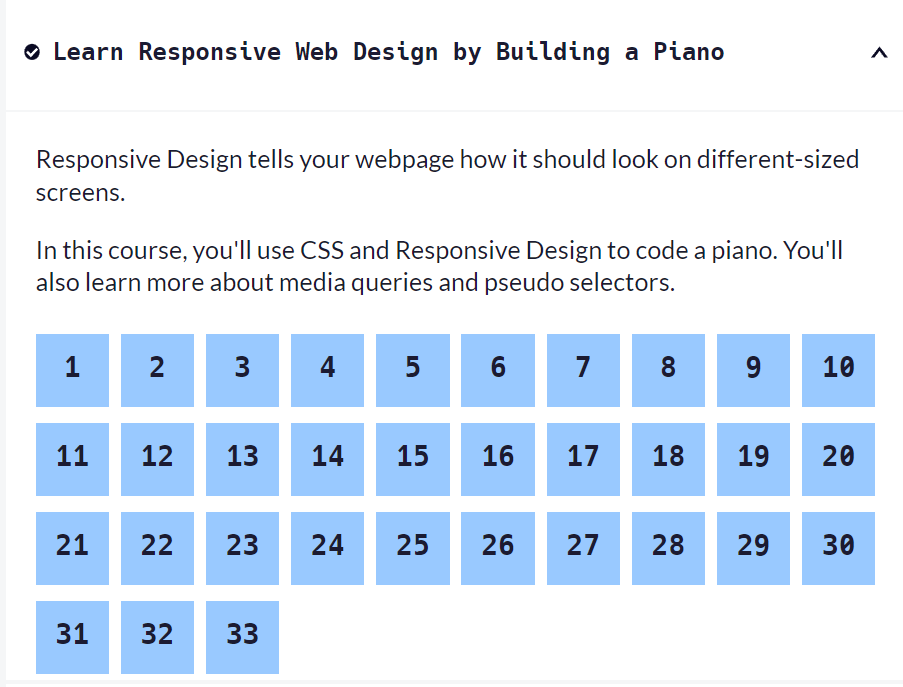 Learn Responsive Web Design by Building a Piano
Responsive Design tells your webpage how it should look on different-sized
screens.
In this course, you'll use CSS and Responsive Design to code a piano. You'll
also learn more about media queries and pseudo selectors.
1 2 3 4 5 6 7 8 9 10
11 12 13 14 15 16 17 18 19 20
21 22 23 24 25 26 27 28 29 30
31 32 33